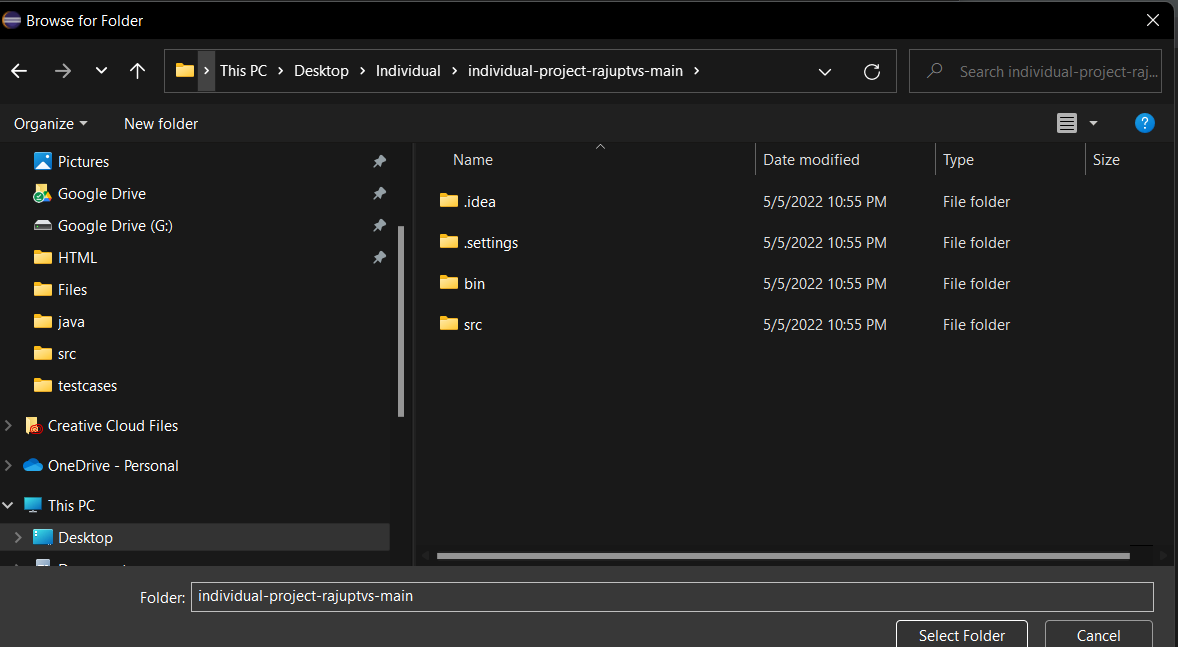 Browse for Folder
This PC > Desktop > Individual > individual-project-rajuptvs-main >
Search individual-project-raj...
Organize
New folder
Pictures
Google Drive
Google Drive (G:)
HTML
Files
java
src
testcases
Creative Cloud Files
OneDrive - Personal
This PC
Desktop
Name Date modified Type Size
.idea 5/5/2022 10:55 PM File folder
.settings 5/5/2022 10:55 PM File folder
bin 5/5/2022 10:55 PM File folder
src 5/5/2022 10:55 PM File folder
Folder: individual-project-rajuptvs-main
Select Folder Cancel